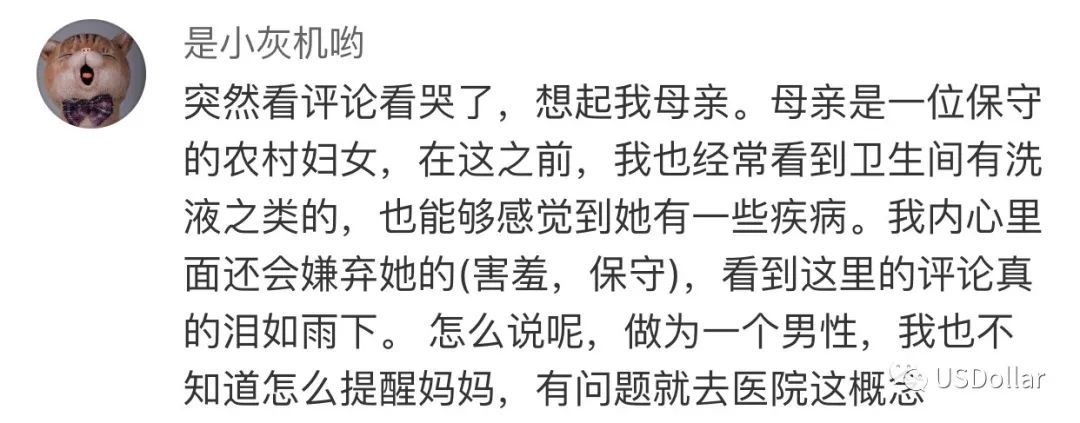 是小灰机哟
突然看评论看哭了，想起我母亲。母亲是一位保守
的农村妇女，在这之前，我也经常看到卫生间有洗
液之类的，也能够感觉到她有一些疾病。我内心里
面还会嫌弃她的(害羞，保守)，看到这里的评论真
的泪如雨下。 怎么说呢，做为一个男性，我也不
知道怎么提醒妈妈，有问题就去医院这概念
USDollar